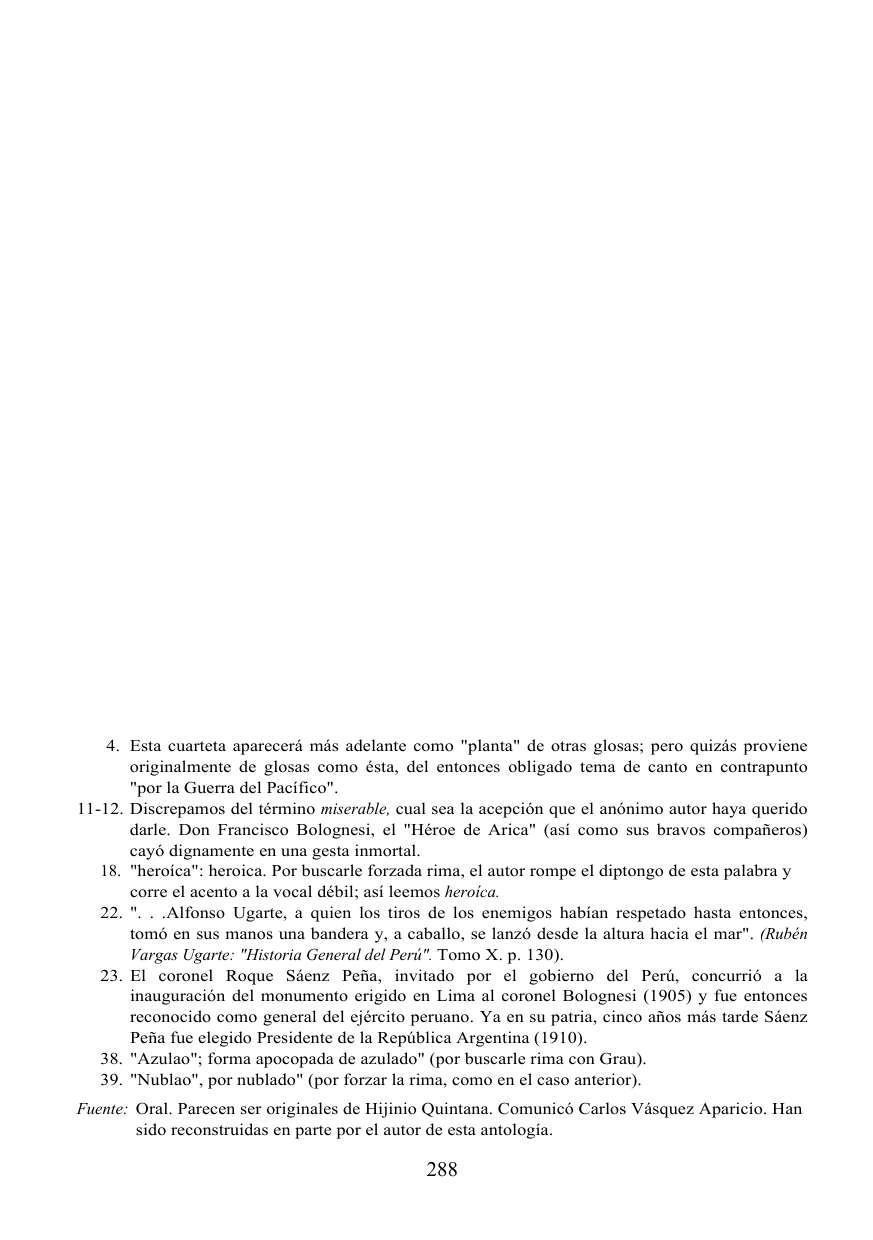 4. Esta cuarteta aparecerá más adelante como "planta" de otras glosas; pero quizás proviene
originalmente de glosas como ésta, del entonces obligado tema de canto en contrapunto
"por la Guerra del Pacífico".
11-12. Discrepamos del término miserable, cual sea la acepción que el anónimo autor haya querido
darle. Don Francisco Bolognesi, el "Héroe de Arica" (así como sus bravos compañeros)
cayó dignamente en una gesta inmortal.
18. "heroíca": heroica. Por buscarle forzada rima, el autor rompe el diptongo de esta palabra y
corre el acento a la vocal débil; así leemos heroíca.
22. ". . .Alfonso Ugarte, a quien los tiros de los enemigos habían respetado hasta entonces,
tomó en sus manos una bandera y, a caballo, se lanzó desde la altura hacia el mar". (Rubén
Vargas Ugarte: "Historia General del Perú". Tomo X. p. 130).
23. El coronel Roque Sáenz Peña, invitado por el gobierno del Perú, concurrió a la
inauguración del monumento erigido en Lima al coronel Bolognesi (1905) y fue entonces
reconocido como general del ejército peruano. Ya en su patria, cinco años más tarde Sáenz
Peña fue elegido Presidente de la República Argentina (1910).
38. "Azulao"; forma apocopada de azulado" (por buscarle rima con Grau).
39. "Nublao", por nublado" (por forzar la rima, como en el caso anterior).
Fuente: Oral. Parecen ser originales de Hijinio Quintana. Comunicó Carlos Vásquez Aparicio. Han
sido reconstruidas en parte por el autor de esta antología.
288